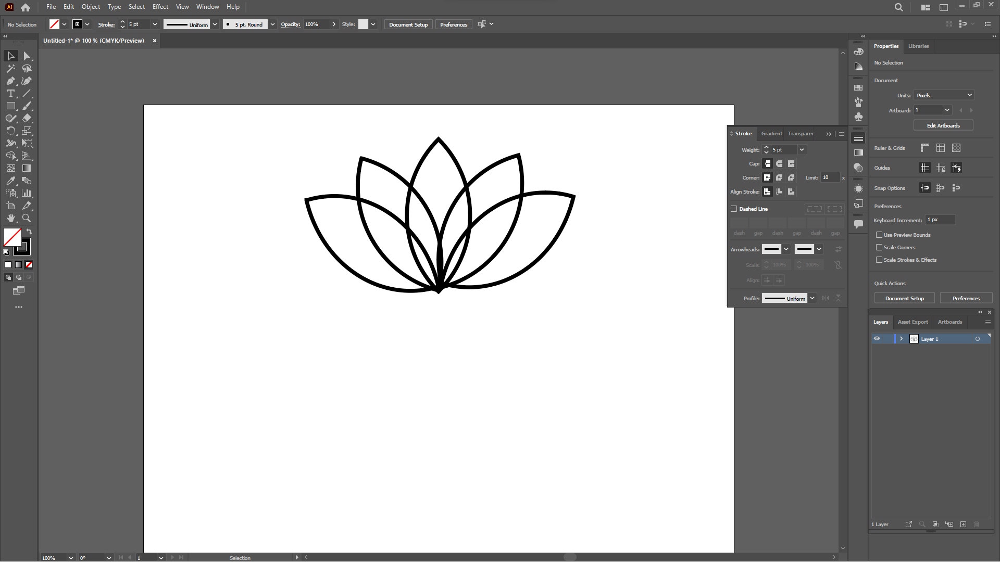 Ai File Edit Object Type Select Effect View Window Help
No Selection Stroke: 5 pt Uniform 5 pt. Round Opacity: 100% Style: Document Setup Preferences
Untitled-1* @ 100 % (CMYK/Preview)
Properties Libraries
No Selection
Document
Units: Pixels
Artboard: 1
Edit Artboards
Ruler & Grids
Guides
Snap Options
Preferences
Keyboard Increment: 1 px
Use Preview Bounds
Scale Corners
Scale Strokes & Effects
Quick Actions
Document Setup Preferences
Stroke Gradient Transparer
Weight: 5 pt
Cap:
Corner: Limit: 10 x
Align Stroke:
Dashed Line
dash gap dash gap dash gap
Arrowheads:
Scale: 100% 100%
Align:
Profile: Uniform
Layers Asset Export Artboards
Layer 1
1 Layer
100% 0° 1 Selection